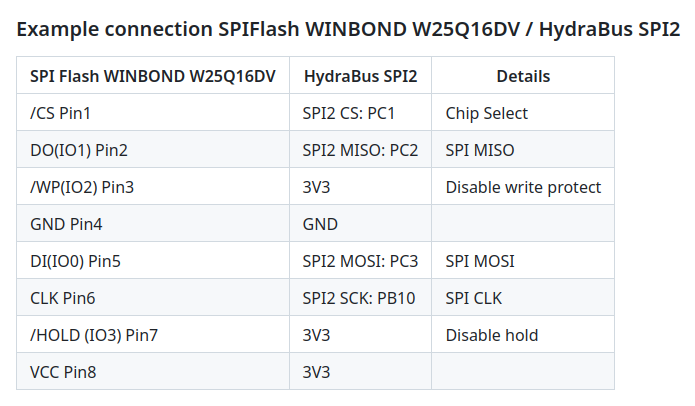 Example connection SPIFlash WINBOND W25Q16DV / HydraBus SPI2
SPI Flash WINBOND W25Q16DV HydraBus SPI2 Details
/CS Pin1 SPI2 CS: PC1 Chip Select
DO(IO1) Pin2 SPI2 MISO: PC2 SPI MISO
/WP(IO2) Pin3 3V3 Disable write protect
GND Pin4 GND
DI(IO0) Pin5 SPI2 MOSI: PC3 SPI MOSI
CLK Pin6 SPI2 SCK: PB10 SPI CLK
/HOLD (IO3) Pin7 3V3 Disable hold
VCC Pin8 3V3